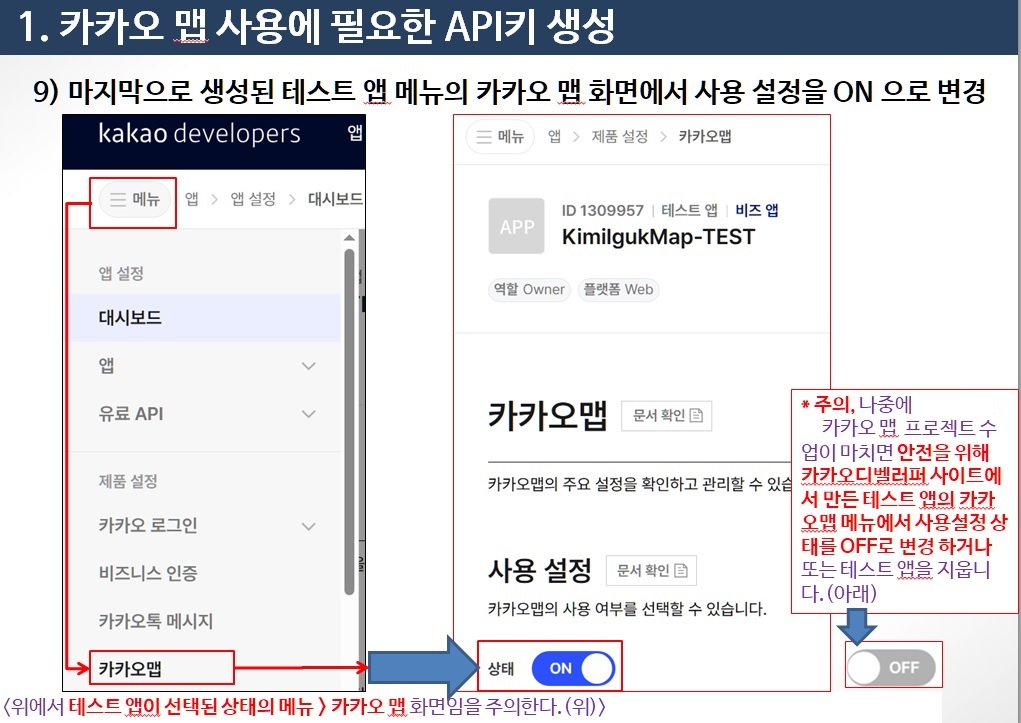 1. 카카오 맵 사용에 필요한 API키 생성
9) 마지막으로 생성된 테스트 앱 메뉴의 카카오 맵 화면에서 사용 설정을 ON 으로 변경
kakao developers 앱
메뉴 앱 > 앱 설정 > 대시보드
앱 설정
대시보드
앱
유료 API
제품 설정
카카오 로그인
비즈니스 인증
카카오톡 메시지
카카오맵
메뉴 앱 > 제품 설정 > 카카오맵
APP
ID 1309957 | 테스트 앱 | 비즈 앱
KimilgukMap-TEST
역할 Owner 플랫폼 Web
카카오맵 문서 확인
카카오맵의 주요 설정을 확인하고 관리할 수 있습
사용 설정 문서 확인
카카오맵의 사용 여부를 선택할 수 있습니다.
상태 ON
* 주의, 나중에
카카오 맵 프로젝트 수
업이 마치면 안전을 위해
카카오디벨러퍼 사이트에
서 만든 테스트 앱의 카카
오맵 메뉴에서 사용설정 상
태를 OFF로 변경 하거나
또는 테스트 앱을 지웁니
다. (아래)
OFF
<위에서 테스트 앱이 선택된 상태의 메뉴 > 카카오 맵 화면임을 주의한다. (위)>